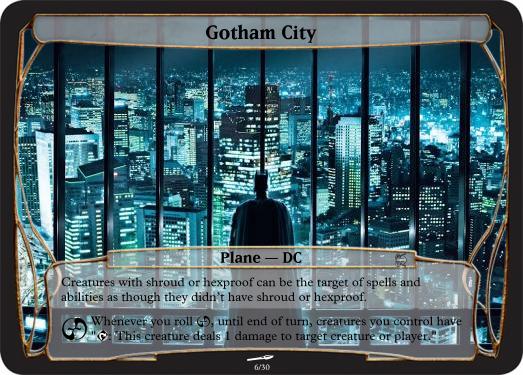 Gotham City
Plane — DC
Creatures with shroud or hexproof can be the target of spells and
abilities as though they didn't have shroud or hexproof.
Whenever you roll , until end of turn, creatures you control have
" : This creature deals 1 damage to target creature or player."
6/30